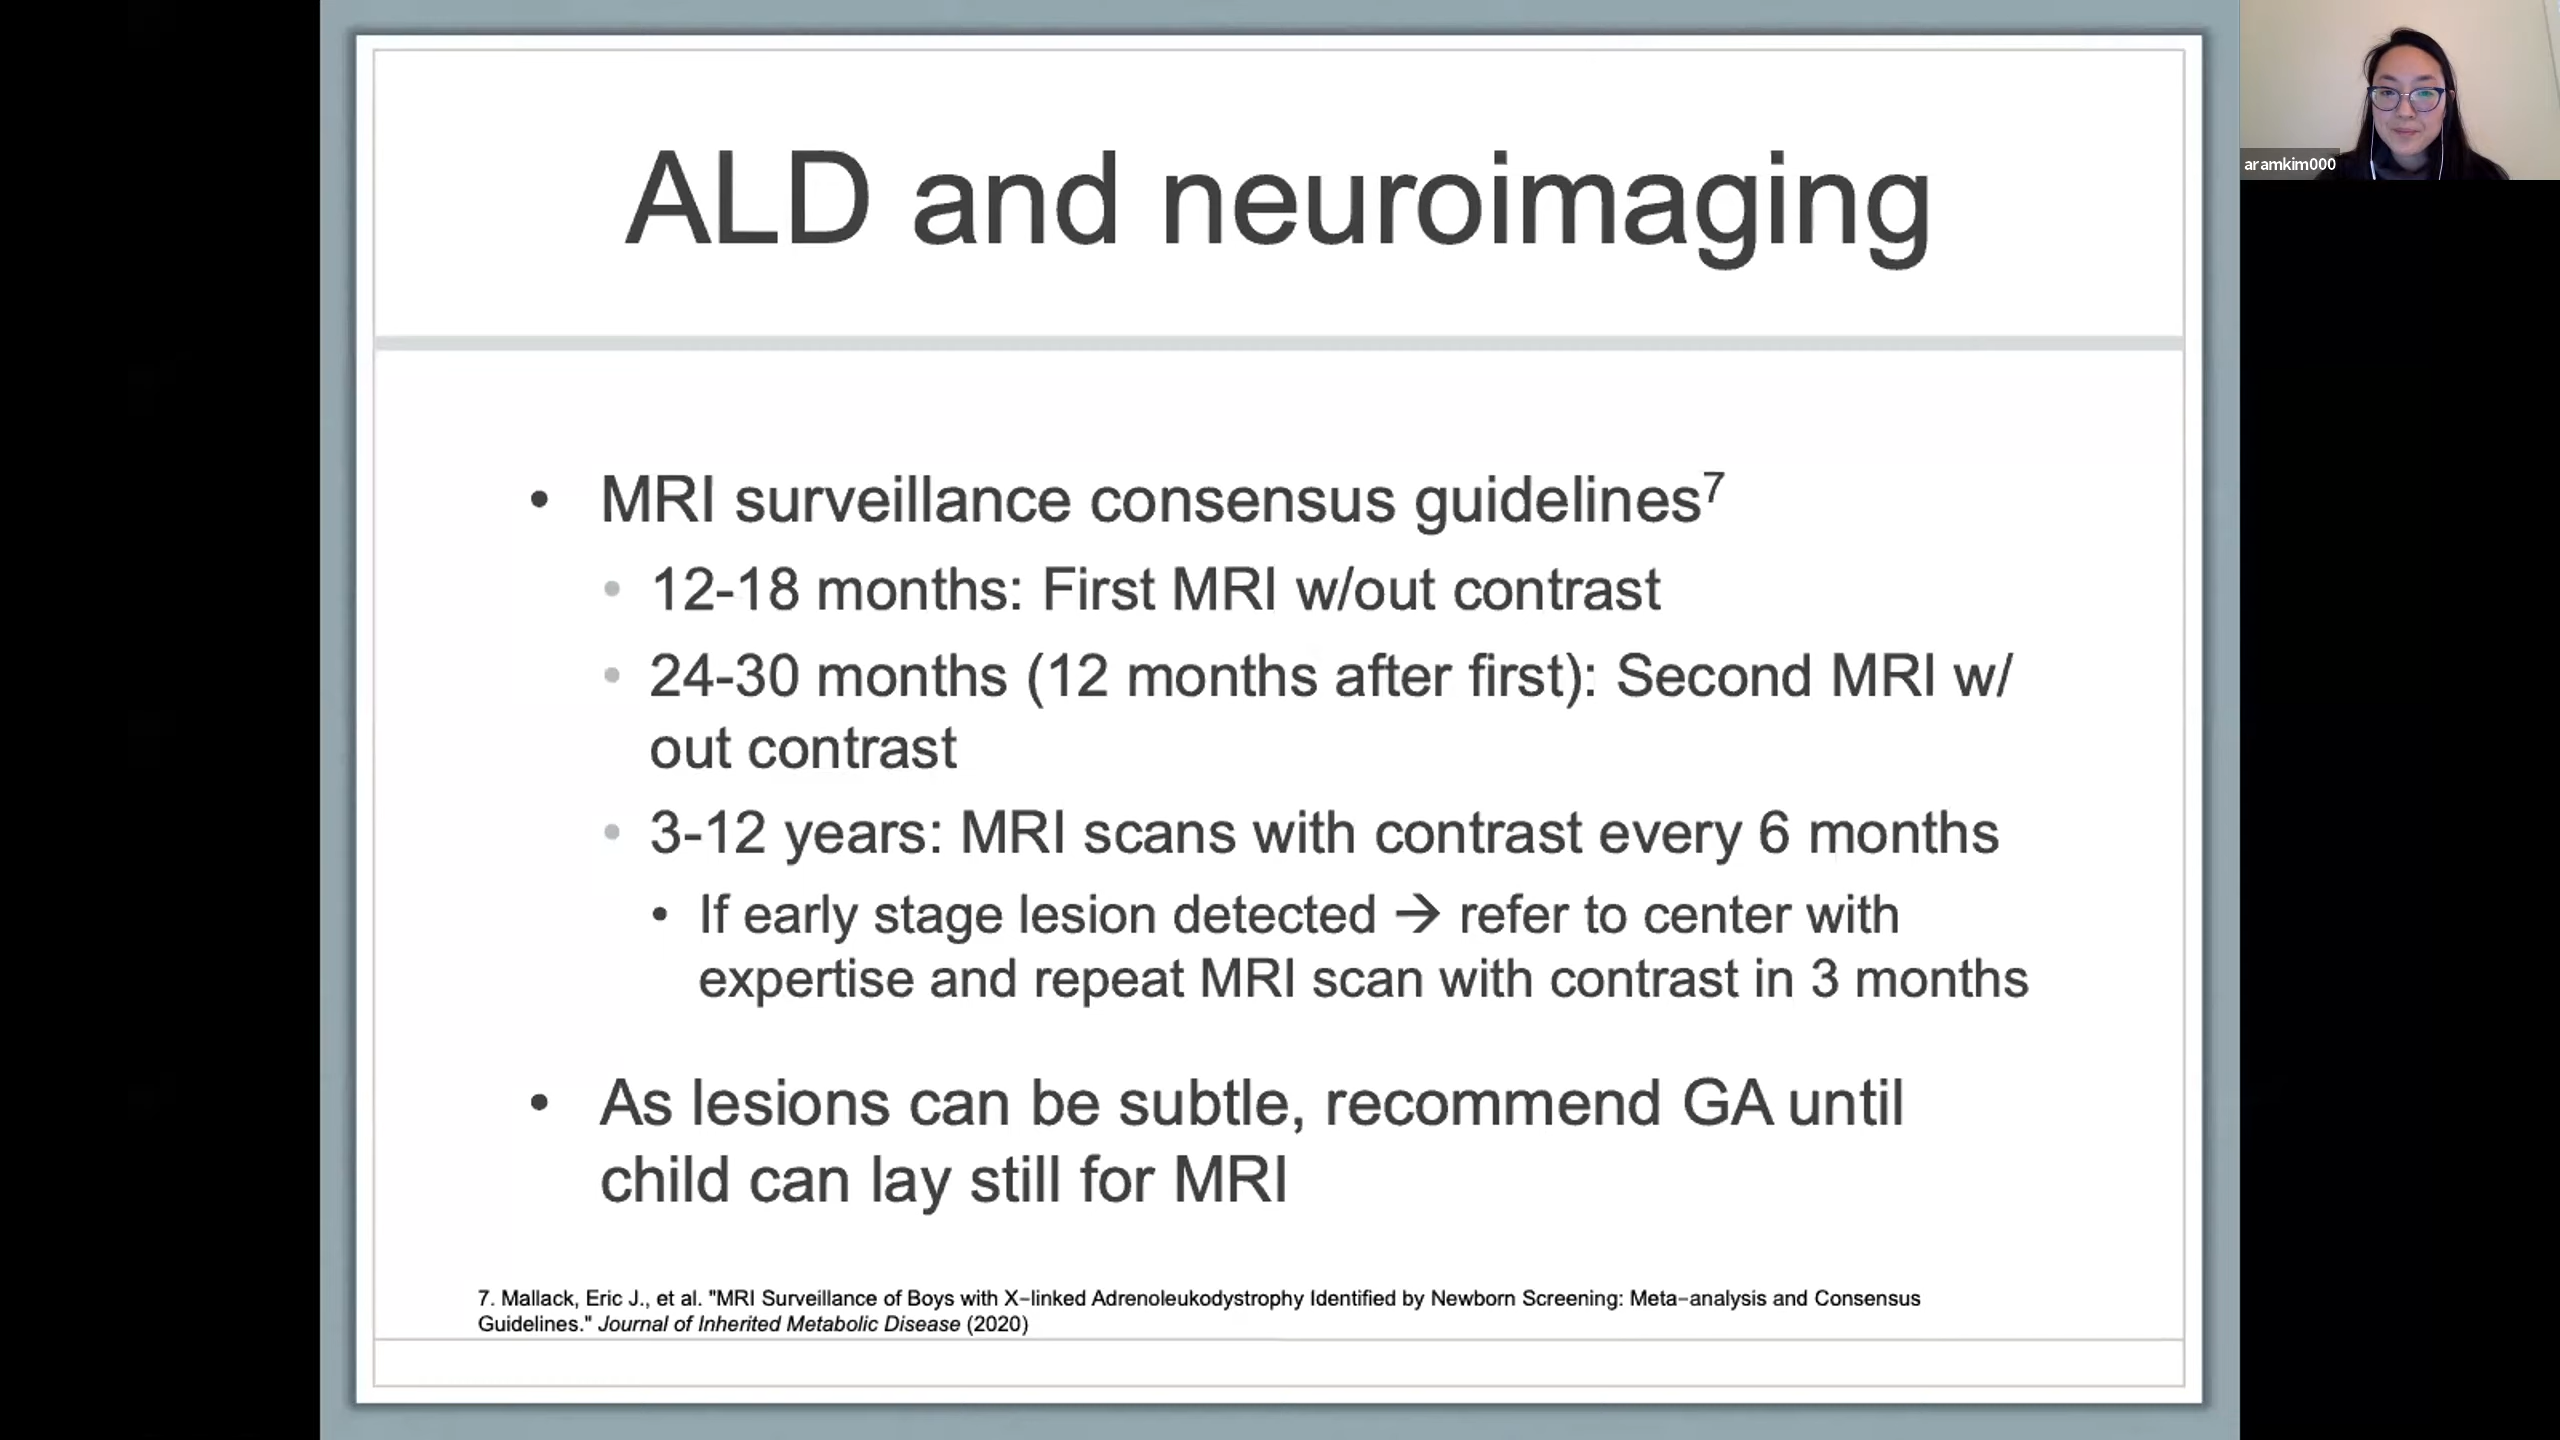 ALD and neuroimaging
aramkim000
• MRI surveillance consensus guidelines7
• 12-18 months: First MRI w/out contrast
• 24-30 months (12 months after first): Second MRI w/
out contrast
• 3-12 years: MRI scans with contrast every 6 months
• If early stage lesion detected → refer to center with
expertise and repeat MRI scan with contrast in 3 months
• As lesions can be subtle, recommend GA until
child can lay still for MRI
7. Mallack, Eric J., et al. "MRI Surveillance of Boys with X–linked Adrenoleukodystrophy Identified by Newborn Screening: Meta–analysis and Consensus
Guidelines." Journal of Inherited Metabolic Disease (2020)